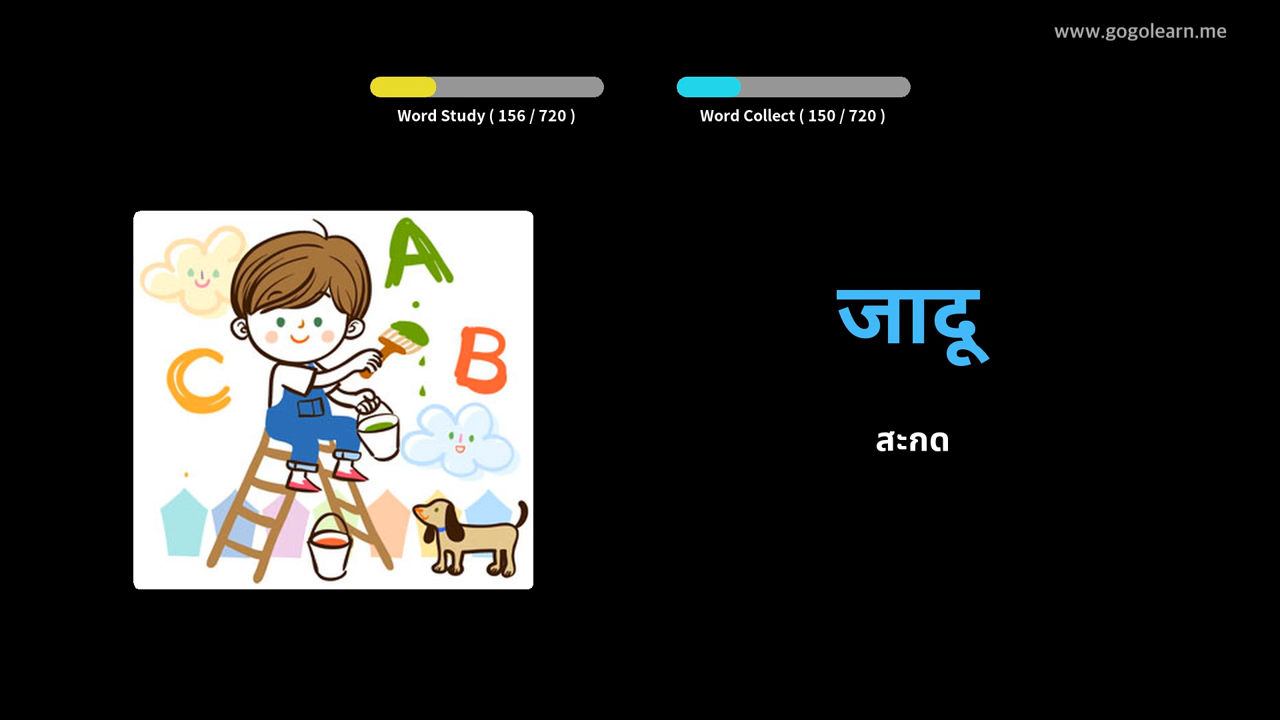 www.gogolearn.me
Word Study ( 156 / 720 )
Word Collect ( 150 / 720 )
A
B
C
जादू
สะกด